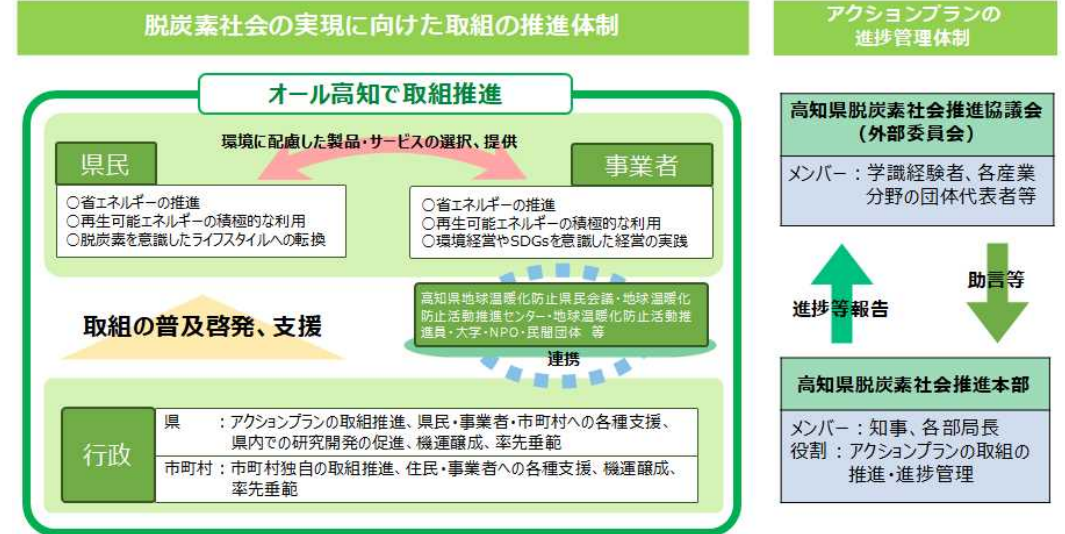 脱炭素社会の実現に向けた取組の推進体制
オール高知で取組推進
環境に配慮した製品・サービスの選択、提供
県民
○省エネルギーの推進
○再生可能エネルギーの積極的な利用
○脱炭素を意識したライフスタイルへの転換
事業者
○省エネルギーの推進
○再生可能エネルギーの積極的な利用
○環境経営やSDGsを意識した経営の実践
取組の普及啓発、支援
高知県地球温暖化防止県民会議・地球温暖化
防止活動推進センター・地球温暖化防止活動推
進員・大学・NPO・民間団体 等
連携
行政
県 ：アクションプランの取組推進、県民・事業者・市町村への各種支援、
県内での研究開発の促進、機運醸成、率先垂範
市町村：市町村独自の取組推進、住民・事業者への各種支援、機運醸成、
率先垂範
アクションプランの
進捗管理体制
高知県脱炭素社会推進協議会
（外部委員会）
メンバー：学識経験者、各産業
分野の団体代表者等
進捗等報告
助言等
高知県脱炭素社会推進本部
メンバー：知事、各部局長
役割：アクションプランの取組の
推進・進捗管理